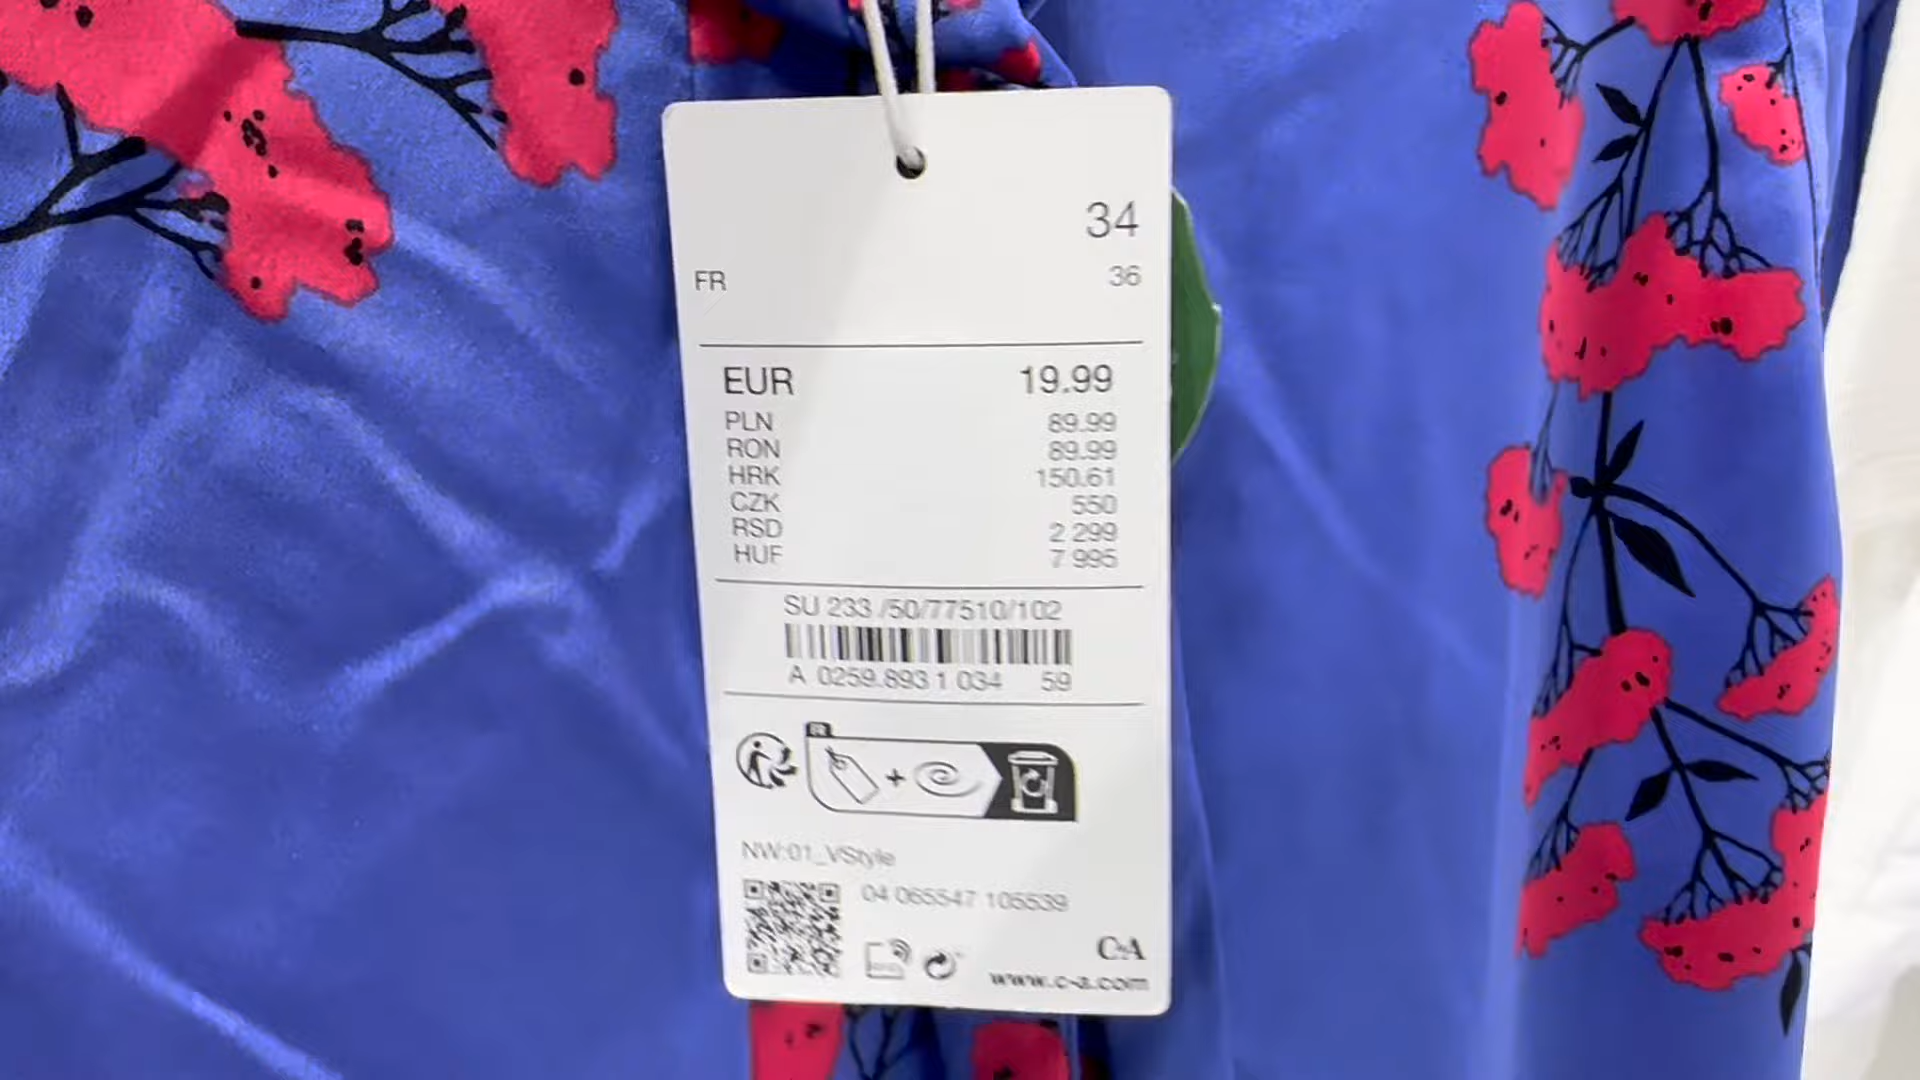 34
FR 36
EUR 19.99
PLN 89.99
RON 89.99
HRK 150.61
CZK 550
RSD 2 299
HUF 7 995
SU 233 /50/77510/102
A 0259.893 1 034 59
FR
NW:01_VStyle
04 065547 105539
C&A
www.c-a.com